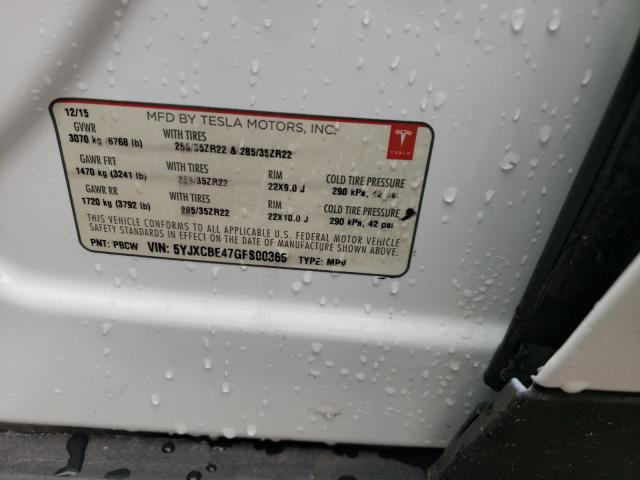 12/15 MFD BY TESLA MOTORS, INC.
GVWR WITH TIRES
3070 kg (6768 lb) 265/35ZR22 & 285/35ZR22
GAWR FRT WITH TIRES RIM COLD TIRE PRESSURE
1470 kg (3241 lb) 22X9.0 J 290 kPa, 42 psi
GAWR RR WITH TIRES RIM COLD TIRE PRESSURE
1720 kg (3792 lb) 285/35ZR22 22X10.0 J 290 kPa, 42 psi
THIS VEHICLE CONFORMS TO ALL APPLICABLE U.S. FEDERAL MOTOR VEHICLE
SAFETY STANDARDS IN EFFECT ON THE DATE OF MANUFACTURE SHOWN ABOVE.
PNT: PBCW VIN: 5YJXCBE47GFS00365 TYPE: MPV
TESLA